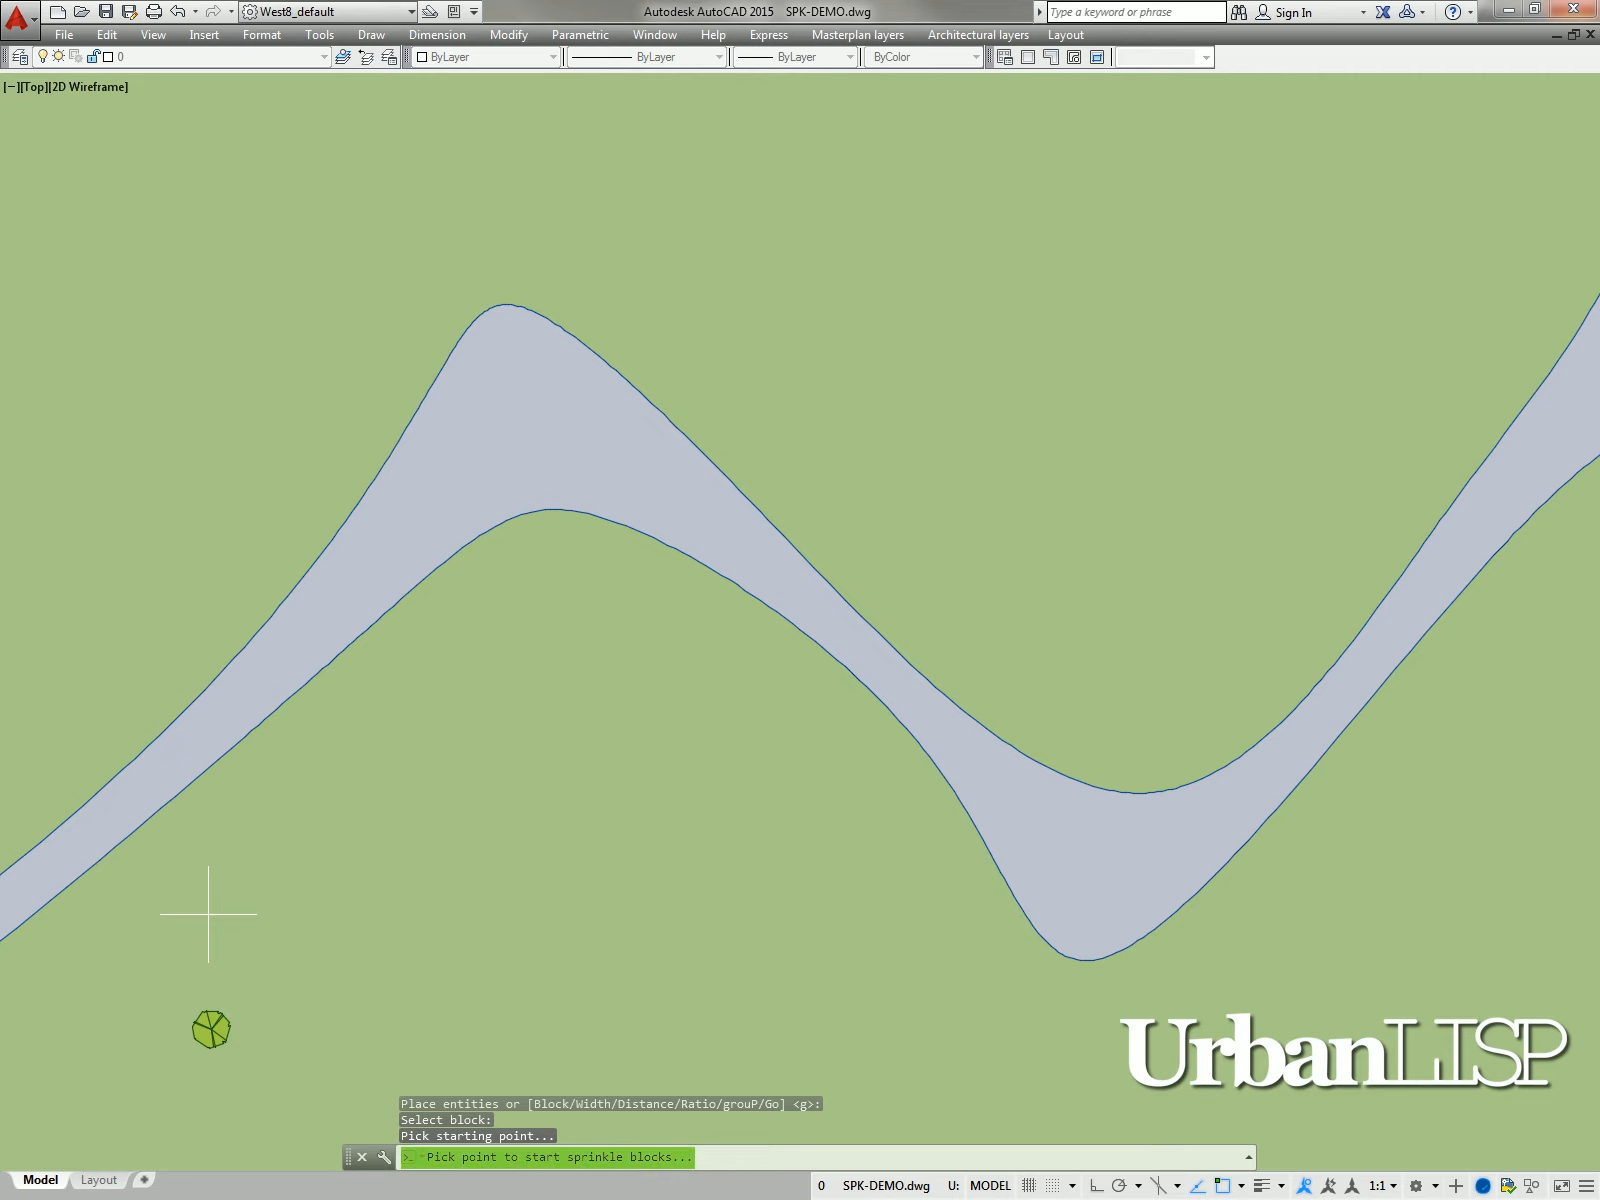 West8_default
Autodesk AutoCAD 2015 SPK-DEMO.dwg
Type a keyword or phrase
Sign In
File Edit View Insert Format Tools Draw Dimension Modify Parametric Window Help Express Masterplan layers Architectural layers Layout
0 ByLayer ByLayer ByLayer ByColor
[−][Top][2D Wireframe]
UrbanLISP
Place entities or [Block/Width/Distance/Ratio/grouP/Go] <g>:
Select block:
Pick starting point...
Pick point to start sprinkle blocks...
Model Layout
0 SPK-DEMO.dwg U: MODEL 1:1